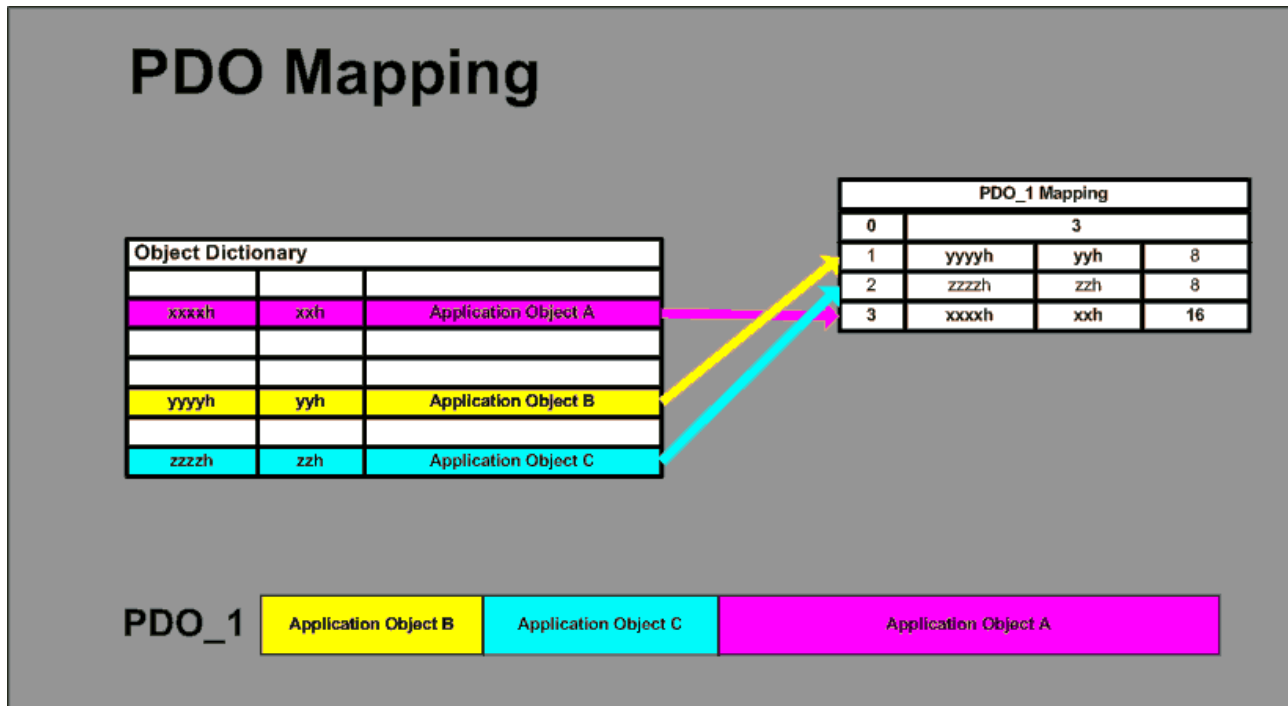 PDO Mapping
PDO_1 Mapping
0 3
1 yyyyh yyh 8
2 zzzzh zzh 8
3 xxxxh xxh 16
Object Dictionary
xxxxh xxh Application Object A
yyyyh yyh Application Object B
zzzzh zzh Application Object C
PDO_1 Application Object B Application Object C Application Object A